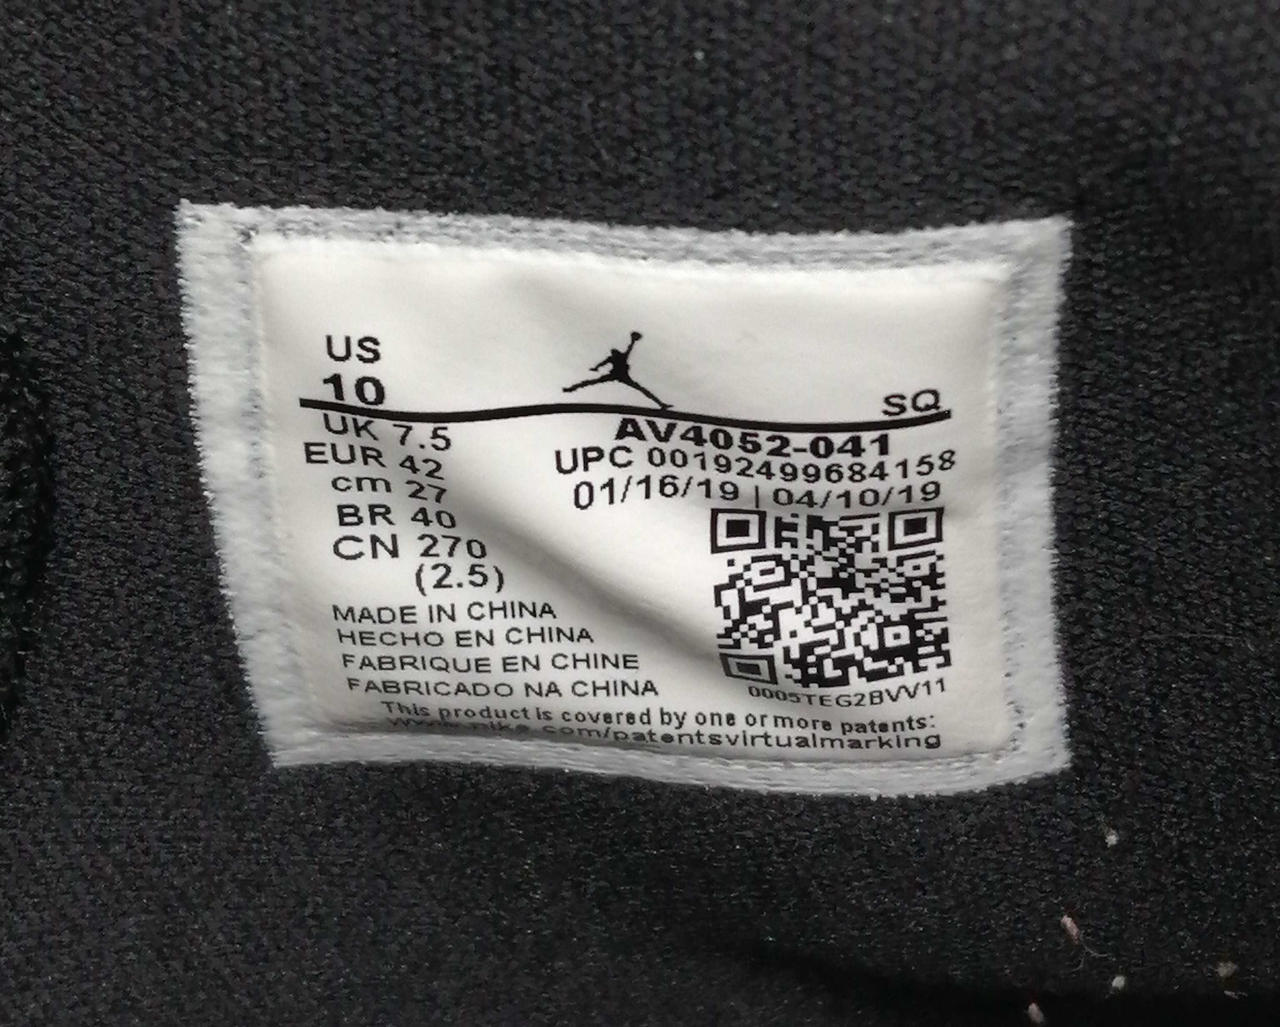 US
10
SQ
UK 7.5
EUR 42
cm 27
BR 40
CN 270
(2.5)
AV4052-041
UPC 00192499684158
01/16/19 | 04/10/19
0005TEG2BVV11
MADE IN CHINA
HECHO EN CHINA
FABRIQUE EN CHINE
FABRICADO NA CHINA
This product is covered by one or more patents:
www.nike.com/patentsvirtualmarking